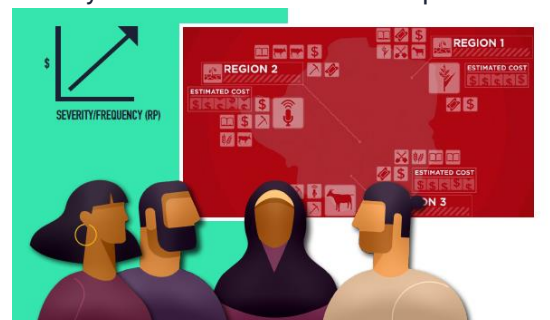 $
SEVERITY/FREQUENCY (RP)
REGION 1
ESTIMATED COST
$ $ $ $ $
$
REGION 2
ESTIMATED COST
$ $ $ $ $
$
$
$
$
ESTIMATED COST
$ $ $ $ $
ON 3